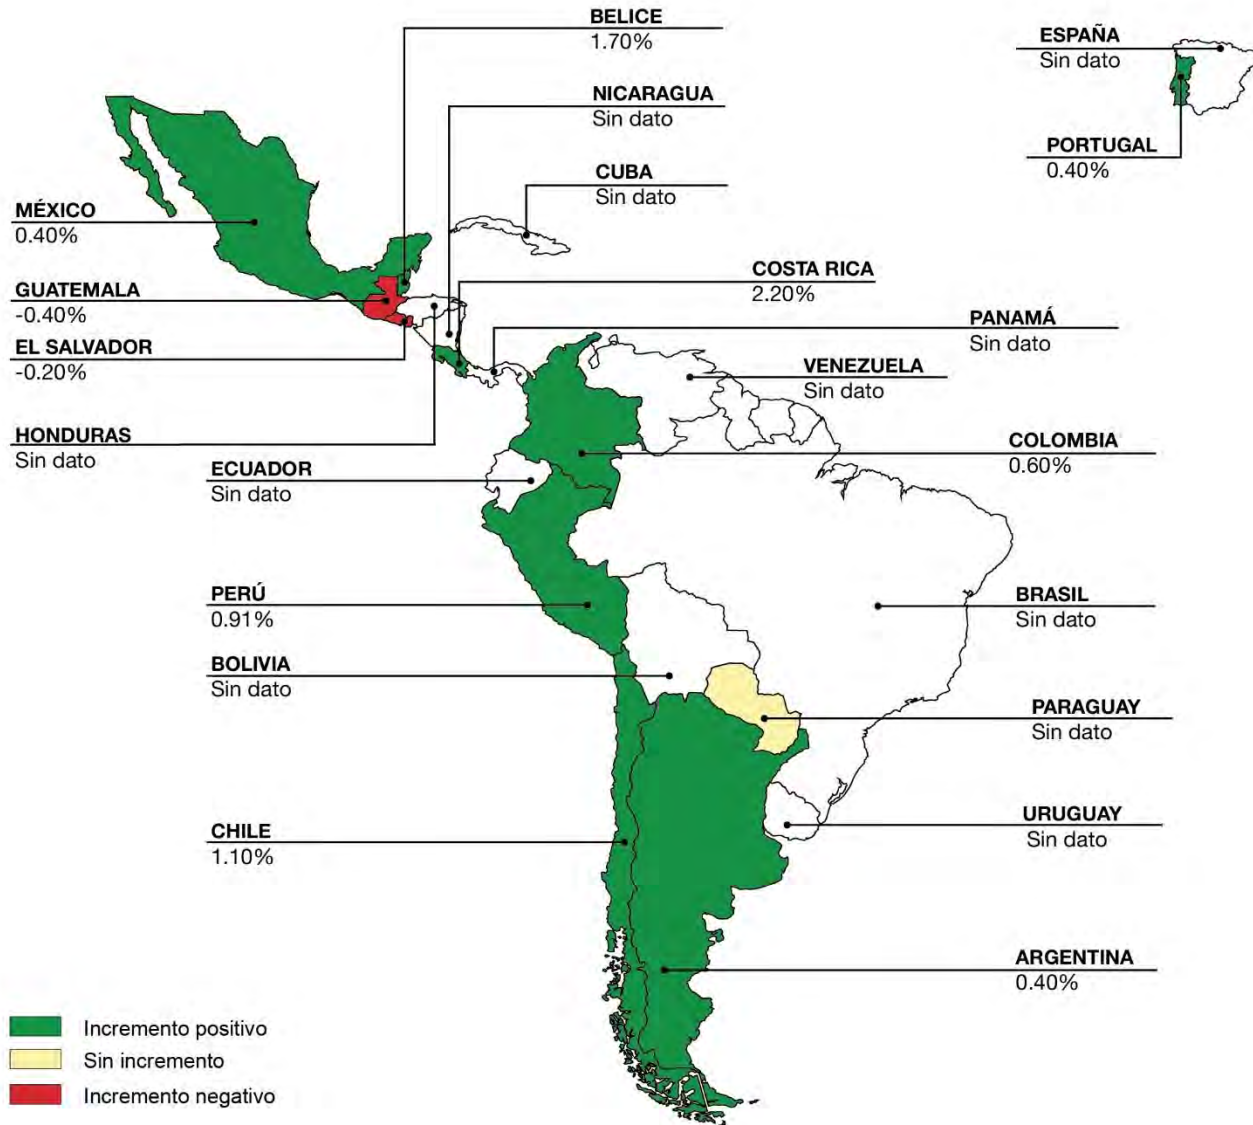 BELICE
1.70%
ESPAÑA
Sin dato
NICARAGUA
Sin dato
PORTUGAL
0.40%
CUBA
Sin dato
MÉXICO
0.40%
COSTA RICA
2.20%
GUATEMALA
-0.40%
PANAMÁ
Sin dato
EL SALVADOR
-0.20%
VENEZUELA
Sin dato
HONDURAS
Sin dato
COLOMBIA
0.60%
ECUADOR
Sin dato
PERÚ
0.91%
BRASIL
Sin dato
BOLIVIA
Sin dato
PARAGUAY
Sin dato
CHILE
1.10%
URUGUAY
Sin dato
ARGENTINA
0.40%
Incremento positivo
Sin incremento
Incremento negativo